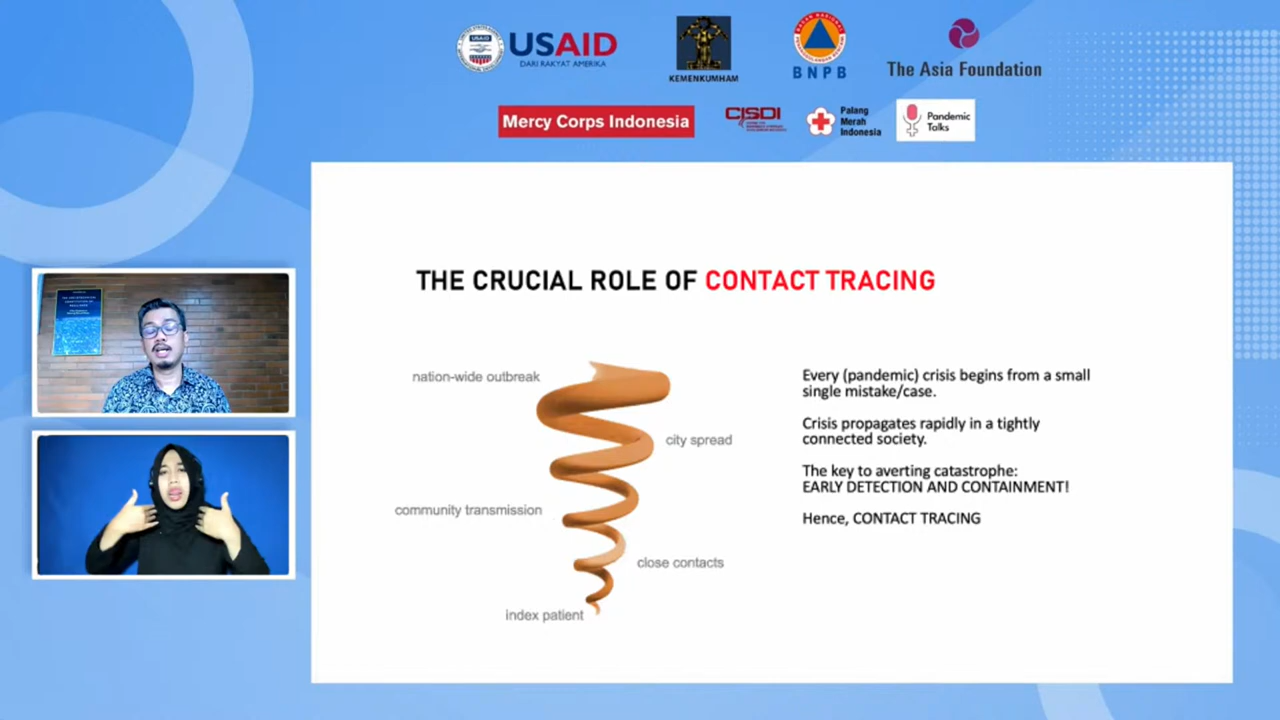 USAID
DARI RAKYAT AMERIKA
KEMENKUMHAM
BNPB
The Asia Foundation
Mercy Corps Indonesia
CISDI
Palang
Merah
Indonesia
Pandemic
Talks
THE CRUCIAL ROLE OF CONTACT TRACING
nation-wide outbreak
city spread
community transmission
close contacts
index patient
Every (pandemic) crisis begins from a small
single mistake/case.
Crisis propagates rapidly in a tightly
connected society.
The key to averting catastrophe:
EARLY DETECTION AND CONTAINMENT!
Hence, CONTACT TRACING